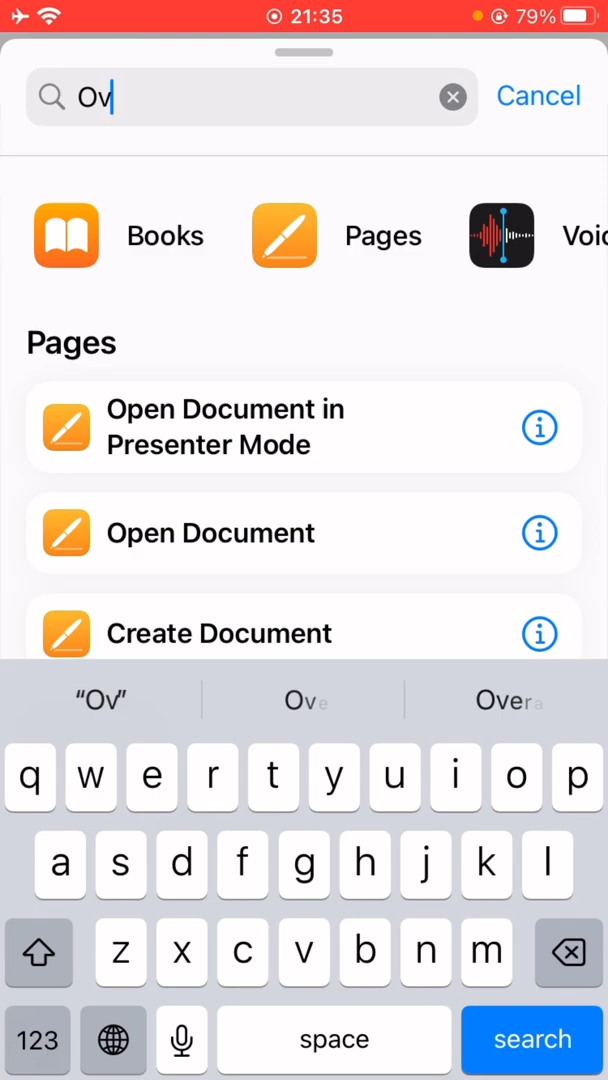 21:35
79%
Ov
Cancel
Books
Pages
Pages
Open Document in
Presenter Mode
Open Document
Create Document
“Ov”
Ove
Overa
q w e r t y u i o p
a s d f g h j k l
z x c v b n m
123
space
search